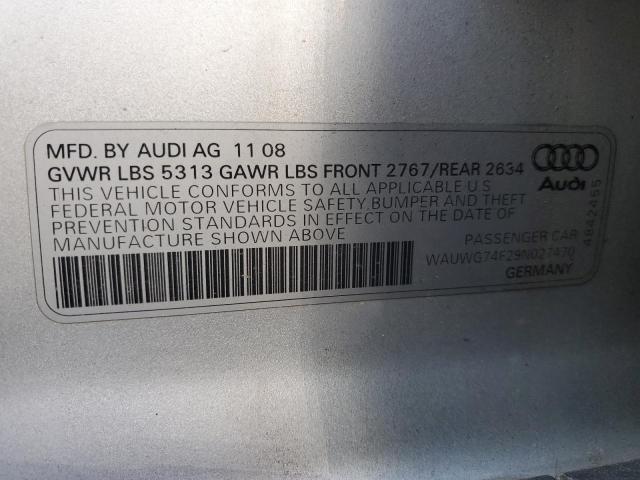 MFD. BY AUDI AG 11 08
GVWR LBS 5313 GAWR LBS FRONT 2767/REAR 2634
THIS VEHICLE CONFORMS TO ALL APPLICABLE U S
FEDERAL MOTOR VEHICLE SAFETY, BUMPER AND THEFT
PREVENTION STANDARDS IN EFFECT ON THE DATE OF
MANUFACTURE SHOWN ABOVE
Audi
4842455
PASSENGER CAR
WAUWG74F29N027470
GERMANY